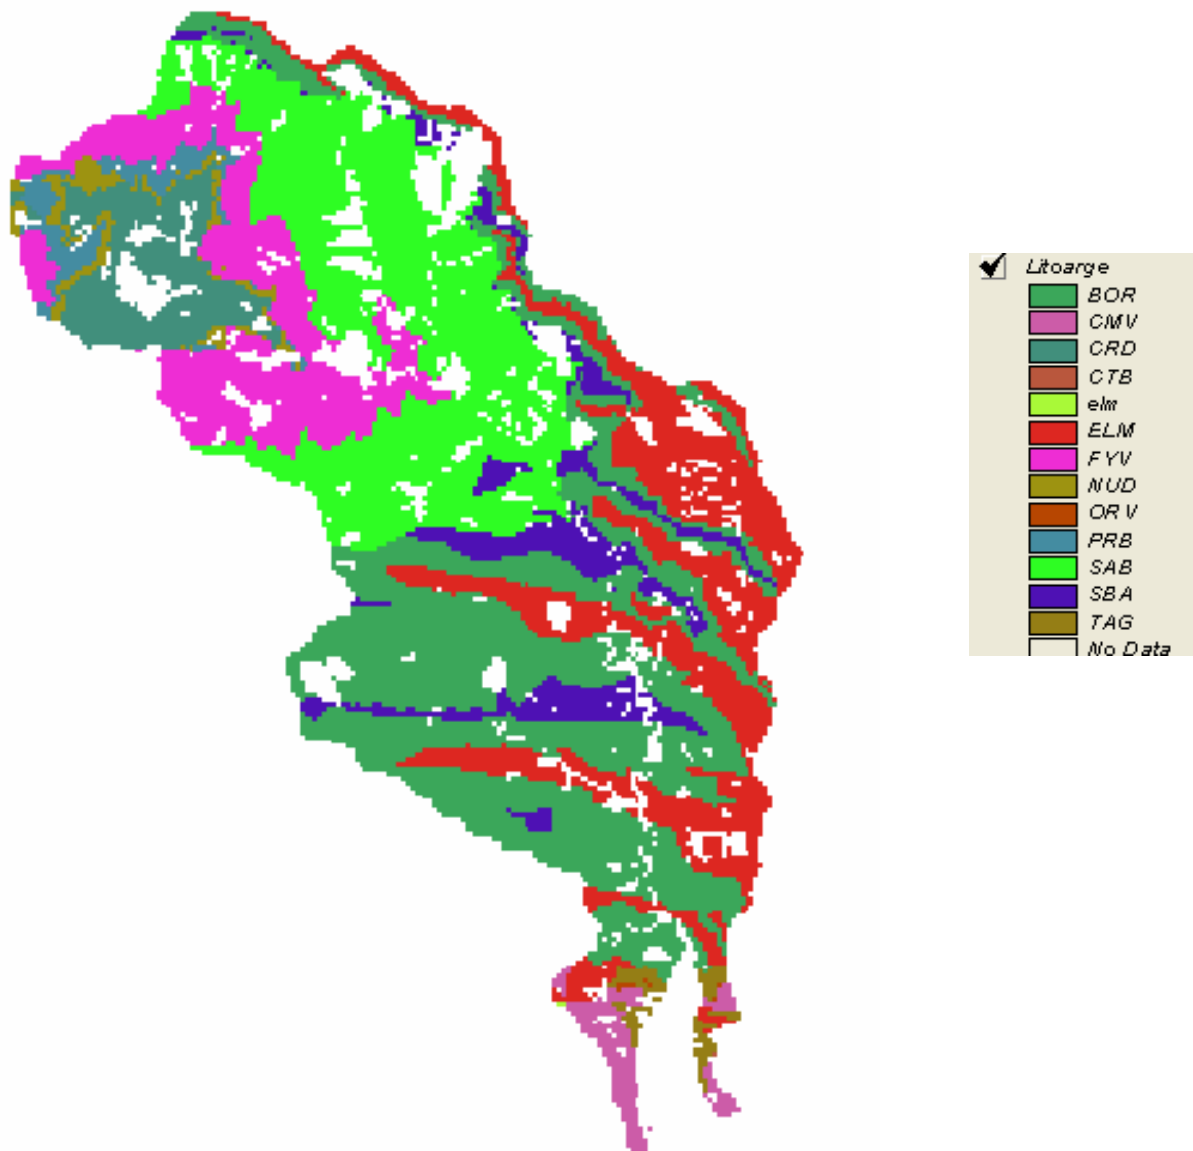 Litoarge
BOR
CMV
CRD
CTB
elm
ELM
FYV
NUD
ORV
PRB
SAB
SBA
TAG
No Data